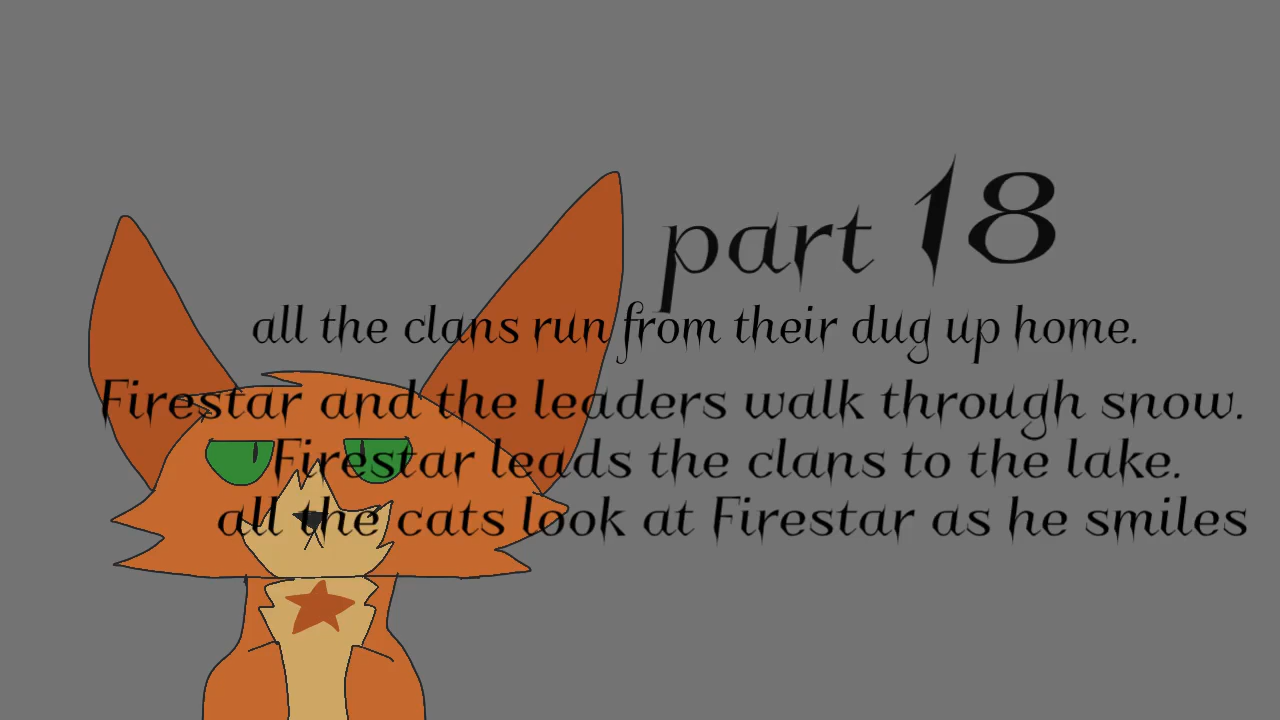 part 18
all the clans run from their dug up home.
Firestar and the leaders walk through snow.
Firestar leads the clans to the lake.
all the cats look at Firestar as he smiles